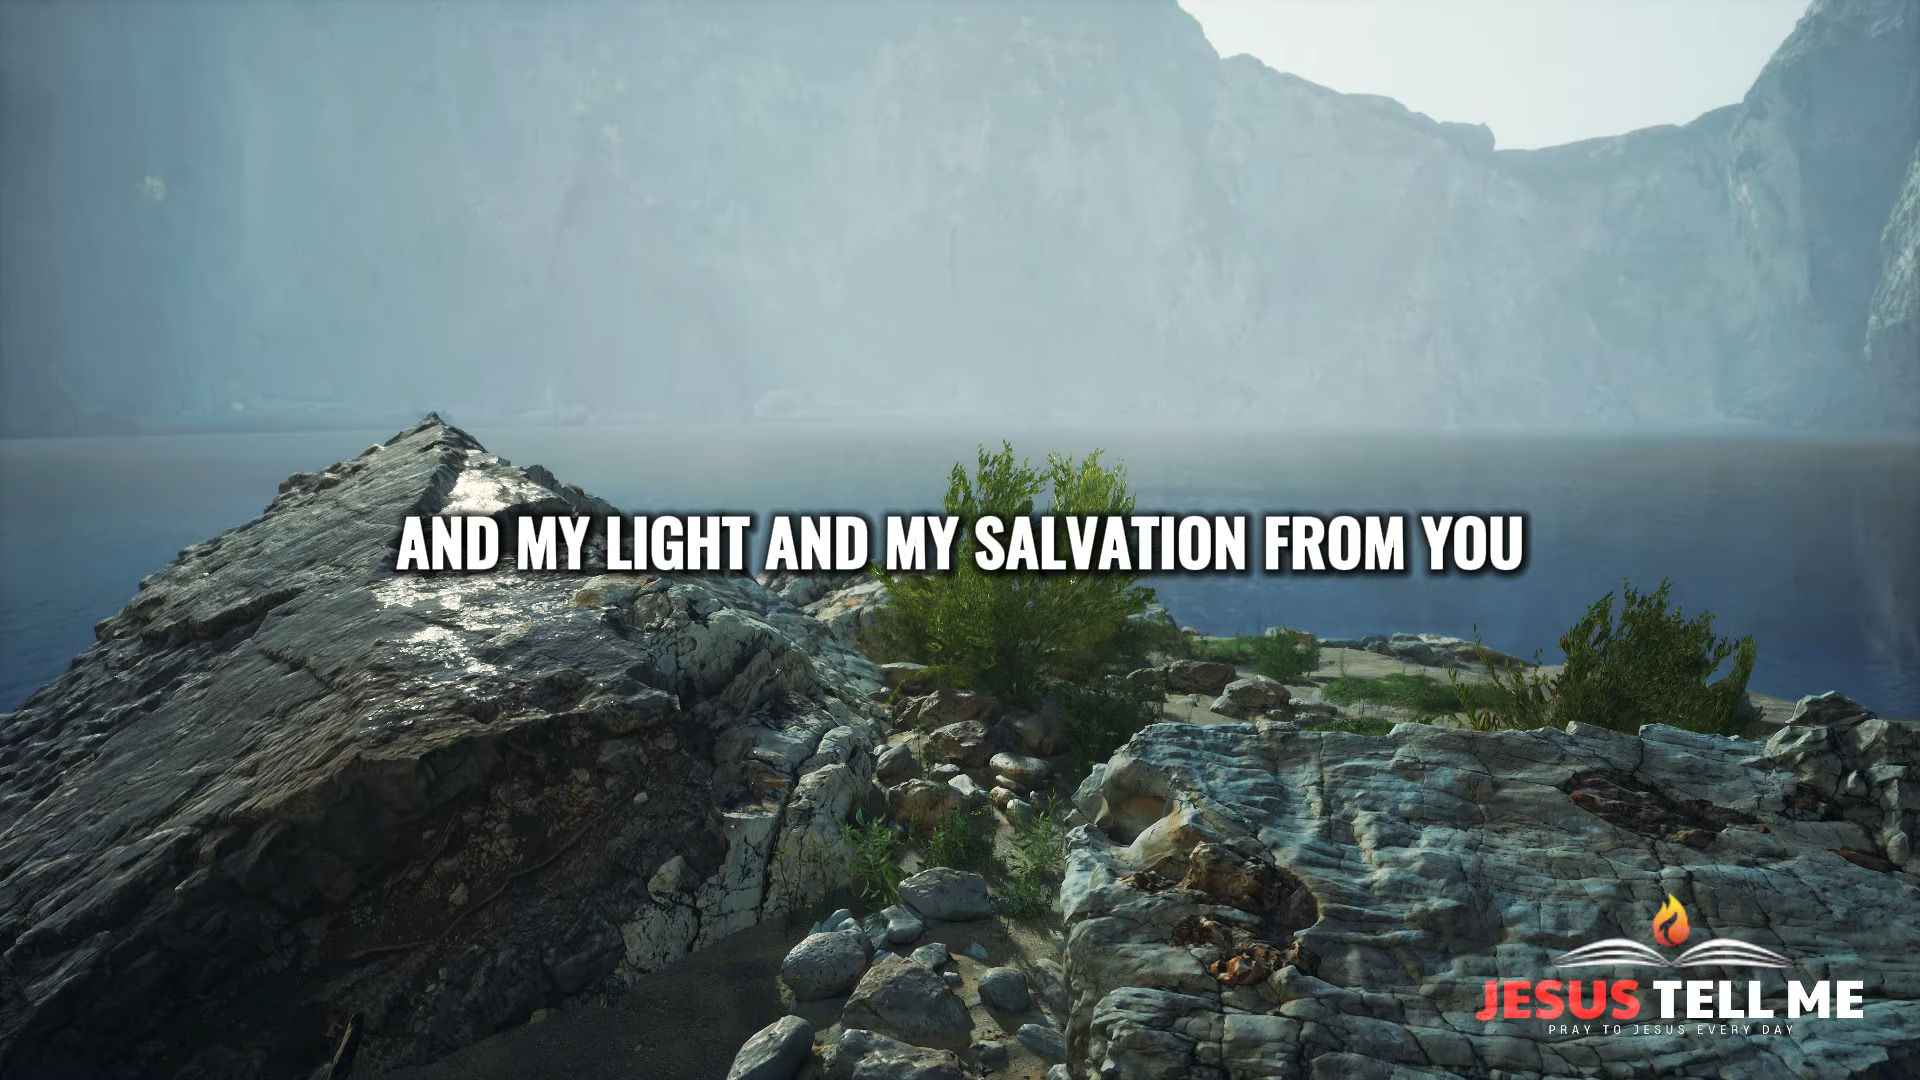 AND MY LIGHT AND MY SALVATION FROM YOU
JESUS TELL ME
PRAY TO JESUS EVERY DAY